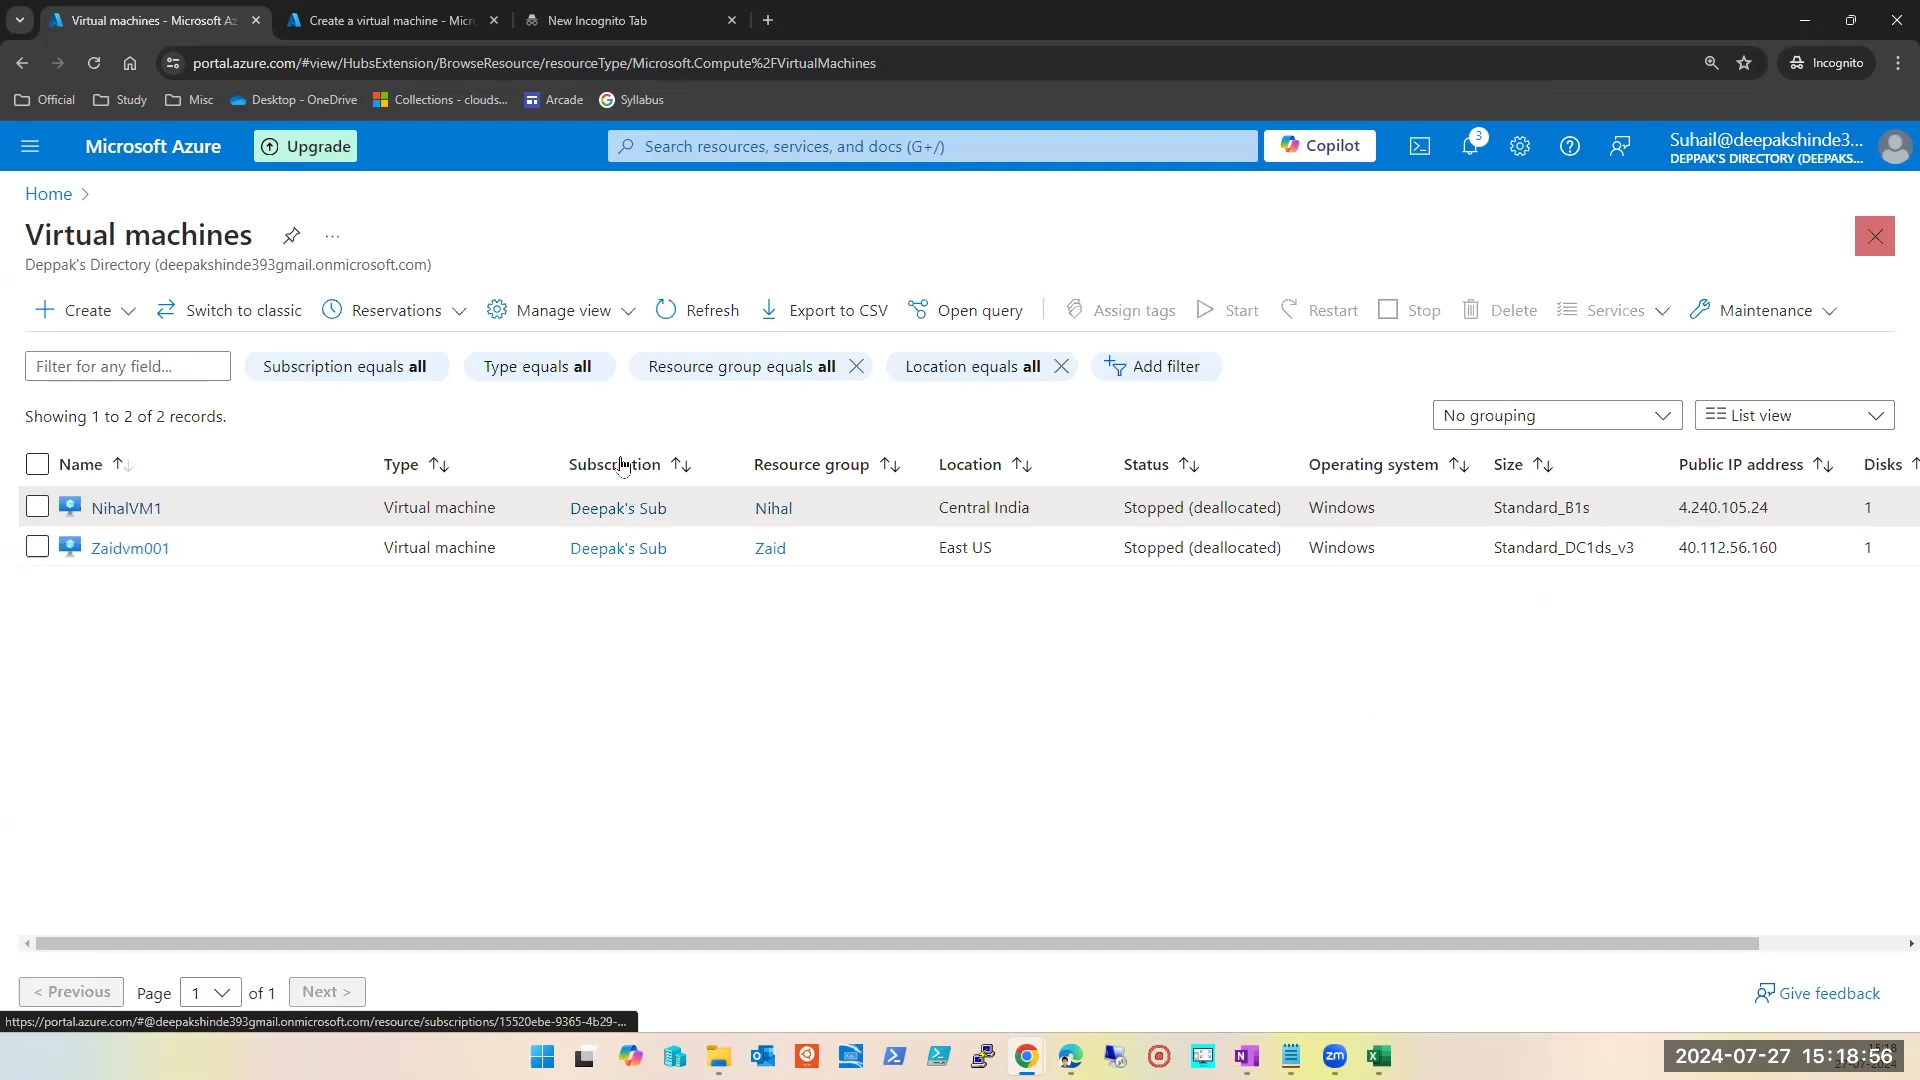 Virtual machines - Microsoft Az
Create a virtual machine - Micr
New Incognito Tab
portal.azure.com/#view/HubsExtension/BrowseResource/resourceType/Microsoft.Compute%2FVirtualMachines
Incognito
Official
Study
Misc
Desktop - OneDrive
Collections - clouds...
Arcade
Syllabus
Microsoft Azure
Upgrade
Search resources, services, and docs (G+/)
Copilot
3
Suhail@deepakshinde3...
DEPPAK'S DIRECTORY (DEEPAKS...
Home
Virtual machines
...
Deppak's Directory (deepakshinde393gmail.onmicrosoft.com)
Create
Switch to classic
Reservations
Manage view
Refresh
Export to CSV
Open query
Assign tags
Start
Restart
Stop
Delete
Services
Maintenance
Filter for any field...
Subscription equals all
Type equals all
Resource group equals all
Location equals all
Add filter
Showing 1 to 2 of 2 records.
No grouping
List view
Name Type Subscription Resource group Location Status Operating system Size Public IP address Disks
NihalVM1 Virtual machine Deepak's Sub Nihal Central India Stopped (deallocated) Windows Standard_B1s 4.240.105.24 1
Zaidvm001 Virtual machine Deepak's Sub Zaid East US Stopped (deallocated) Windows Standard_DC1ds_v3 40.112.56.160 1
< Previous Page 1 of 1 Next >
Give feedback
https://portal.azure.com/#@deepakshinde393gmail.onmicrosoft.com/resource/subscriptions/15520ebe-9365-4b29-...
2024-07-27 15:18:56